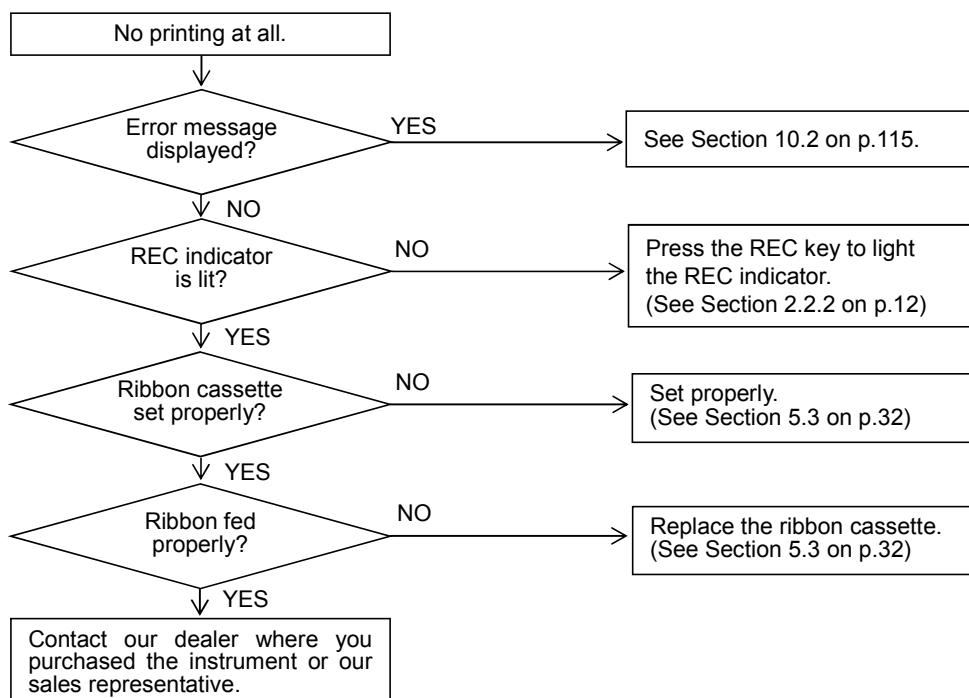 No printing at all.
Error message
displayed?
YES
See Section 10.2 on p.115.
NO
REC indicator
is lit?
NO
Press the REC key to light
the REC indicator.
(See Section 2.2.2 on p.12)
YES
Ribbon cassette
set properly?
NO
Set properly.
(See Section 5.3 on p.32)
YES
Ribbon fed
properly?
NO
Replace the ribbon cassette.
(See Section 5.3 on p.32)
YES
Contact our dealer where you
purchased the instrument or our
sales representative.